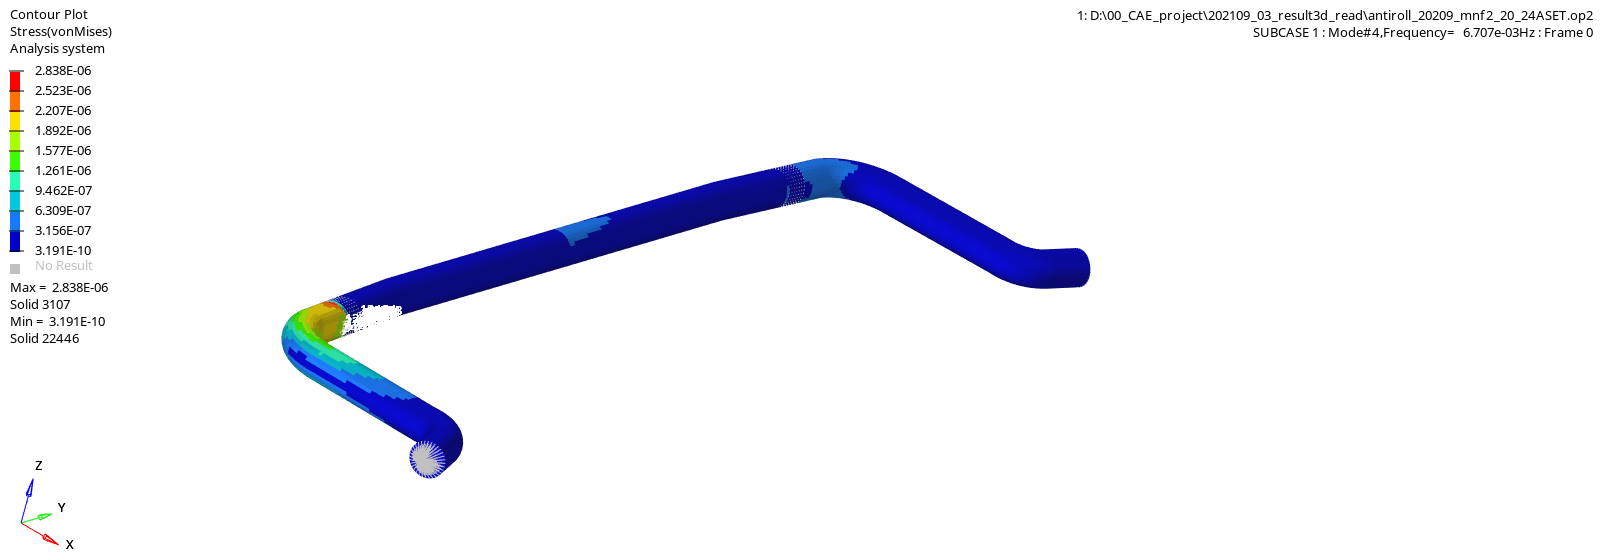 Contour Plot
Stress(vonMises)
Analysis system
2.838E-06
2.523E-06
2.207E-06
1.892E-06
1.577E-06
1.261E-06
9.462E-07
6.309E-07
3.156E-07
3.191E-10
No Result
Max = 2.838E-06
Solid 3107
Min = 3.191E-10
Solid 22446
1: D:\00_CAE_project\202109_03_result3d_read\antiroll_20209_mnf2_20_24ASET.op2
SUBCASE 1 : Mode#4,Frequency= 6.707e-03Hz : Frame 0
Z
Y
X